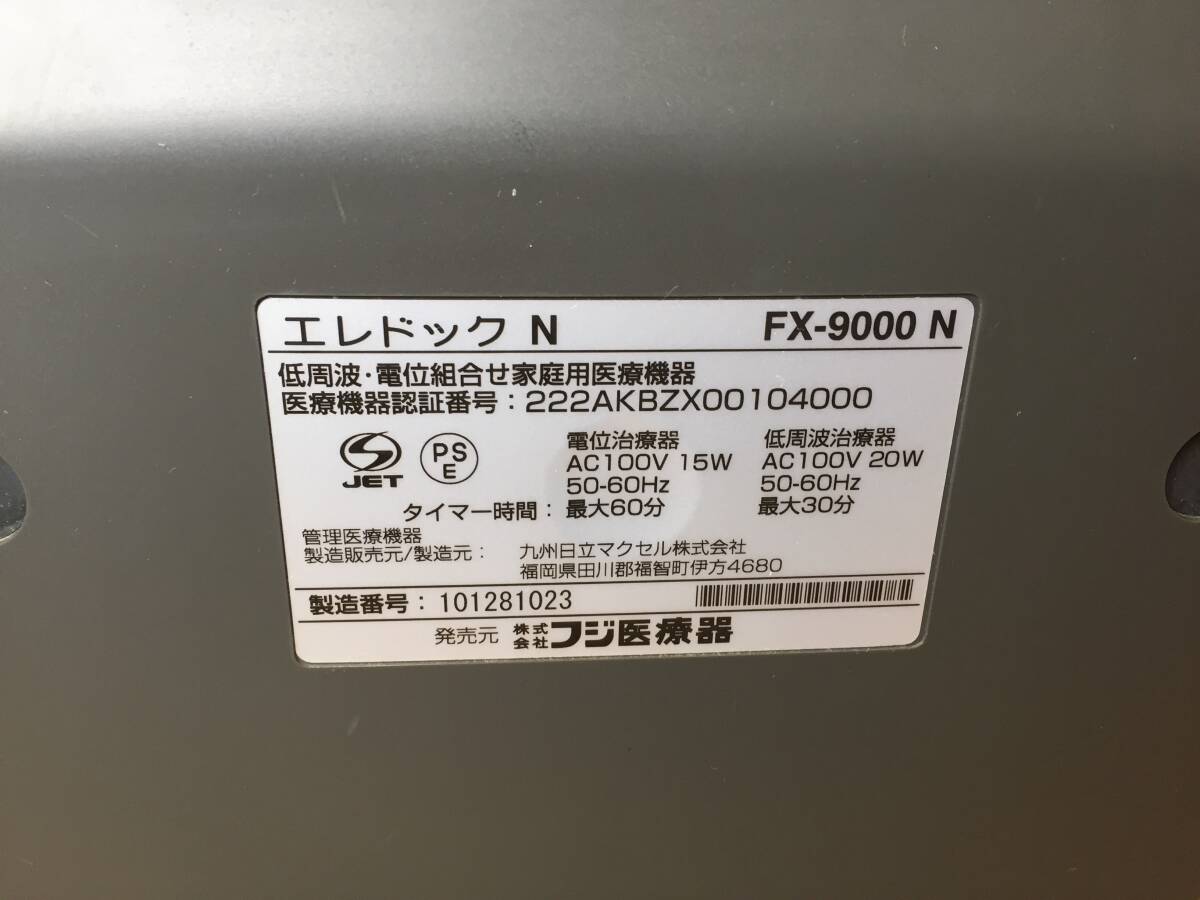 エレドック N FX-9000 N
低周波・電位組合せ家庭用医療機器
医療機器認証番号：222AKBZX00104000
JET PS E
電位治療器 低周波治療器
AC100V 15W AC100V 20W
50-60Hz 50-60Hz
タイマー時間：最大60分 最大30分
管理医療機器
製造販売元/製造元： 九州日立マクセル株式会社
福岡県田川郡福智町伊方4680
製造番号：101281023
発売元 株式会社フジ医療器